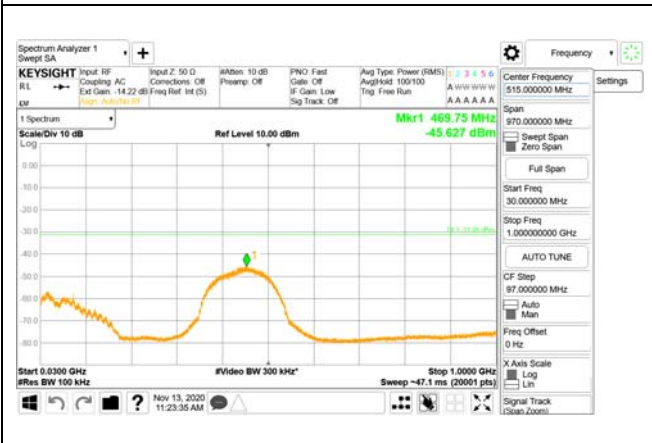 Spectrum Analyzer 1
Swept SA
+
Frequency
KEYSIGHT
RL
Input: RF
Coupling: AC
Ext Gain: -14.22 dB
Align: Auto/No RF
Input Z: 50 Ω
Corrections: Off
Freq Ref: Int (S)
#Atten: 10 dB
Preamp: Off
PNO: Fast
Gate: Off
IF Gain: Low
Sig Track: Off
Avg Type: Power (RMS)
Avg|Hold: 100/100
Trig: Free Run
1 2 3 4 5 6
A W W W W W
A A A A A A
1 Spectrum
Scale/Div 10 dB
Ref Level 10.00 dBm
Mkr1 469.75 MHz
-45.627 dBm
Log
0.00
-10.0
-20.0
-30.0
-40.0
-50.0
-60.0
-70.0
-80.0
1
Start 0.0300 GHz
#Res BW 100 kHz
#Video BW 300 kHz*
Stop 1.0000 GHz
Sweep ~47.1 ms (20001 pts)
?
Nov 13, 2020
11:23:35 AM
Center Frequency
515.000000 MHz
Settings
Span
970.000000 MHz
Swept Span
Zero Span
Full Span
Start Freq
30.000000 MHz
Stop Freq
1.000000000 GHz
AUTO TUNE
CF Step
97.000000 MHz
Auto
Man
Freq Offset
0 Hz
X Axis Scale
Log
Lin
Signal Track
(Span Zoom)